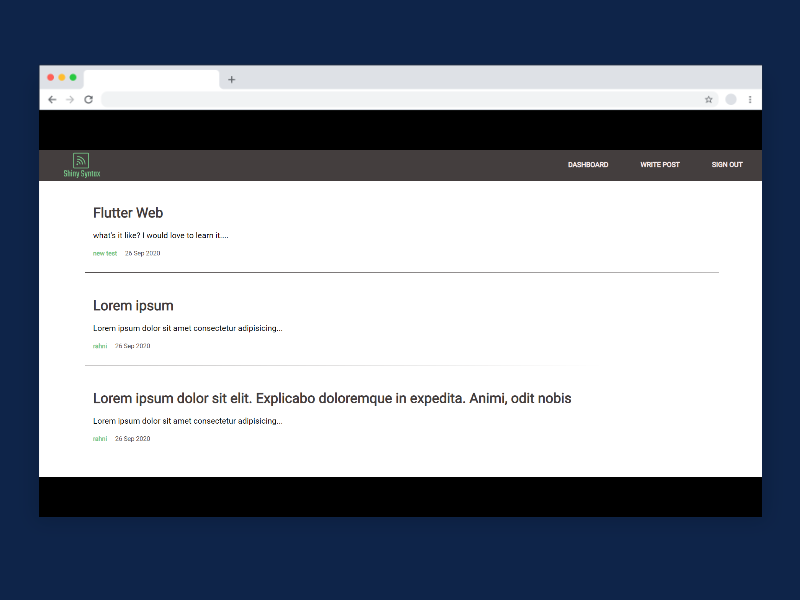 Shiny Syntax
DASHBOARD WRITE POST SIGN OUT
Flutter Web
what's it like? I would love to learn it....
new test 26 Sep 2020
Lorem ipsum
Lorem ipsum dolor sit amet consectetur adipisicing...
rahni 26 Sep 2020
Lorem ipsum dolor sit elit. Explicabo doloremque in expedita. Animi, odit nobis
Lorem ipsum dolor sit amet consectetur adipisicing...
rahni 26 Sep 2020